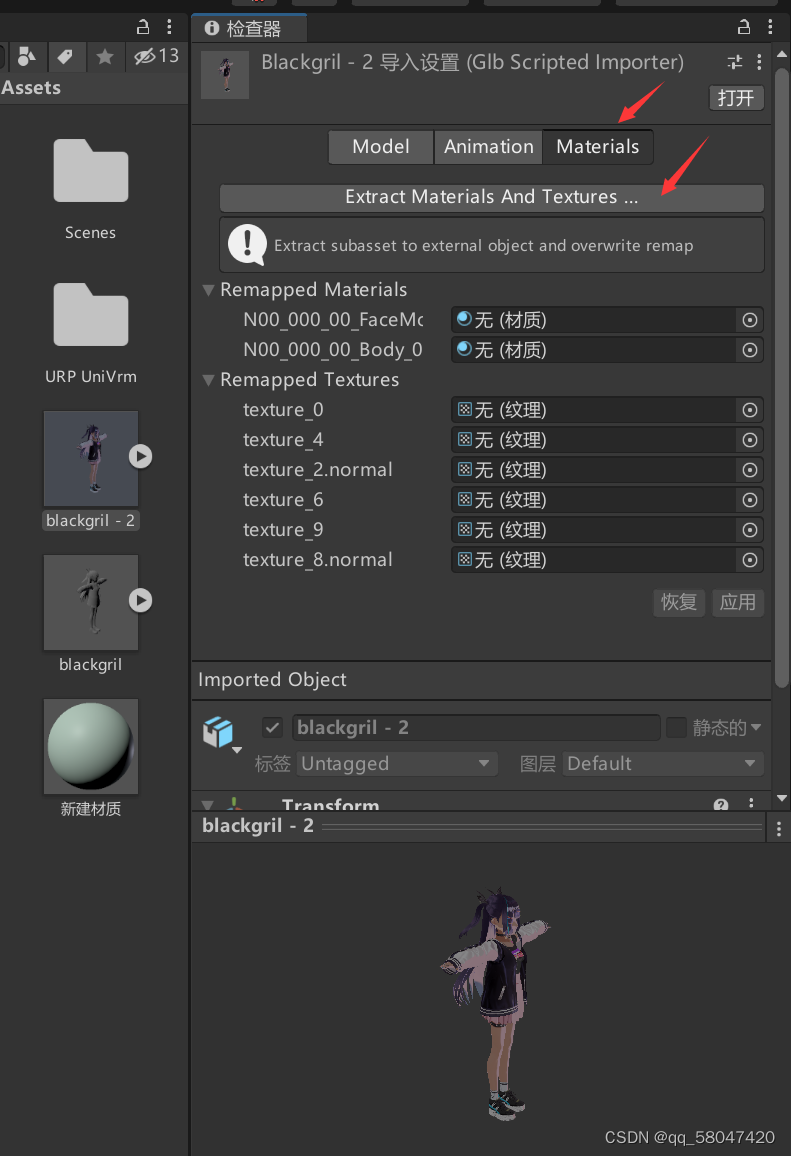 13
Assets
Scenes
URP UniVrm
blackgril - 2
blackgril
新建材质
检查器
Blackgril - 2 导入设置 (Glb Scripted Importer)
打开
Model
Animation
Materials
Extract Materials And Textures ...
Extract subasset to external object and overwrite remap
Remapped Materials
N00_000_00_FaceMo 无 (材质)
N00_000_00_Body_0 无 (材质)
Remapped Textures
texture_0 无 (纹理)
texture_4 无 (纹理)
texture_2.normal 无 (纹理)
texture_6 无 (纹理)
texture_9 无 (纹理)
texture_8.normal 无 (纹理)
恢复 应用
Imported Object
blackgril - 2 静态的
标签 Untagged 图层 Default
Transform
blackgril - 2
CSDN @qq_58047420